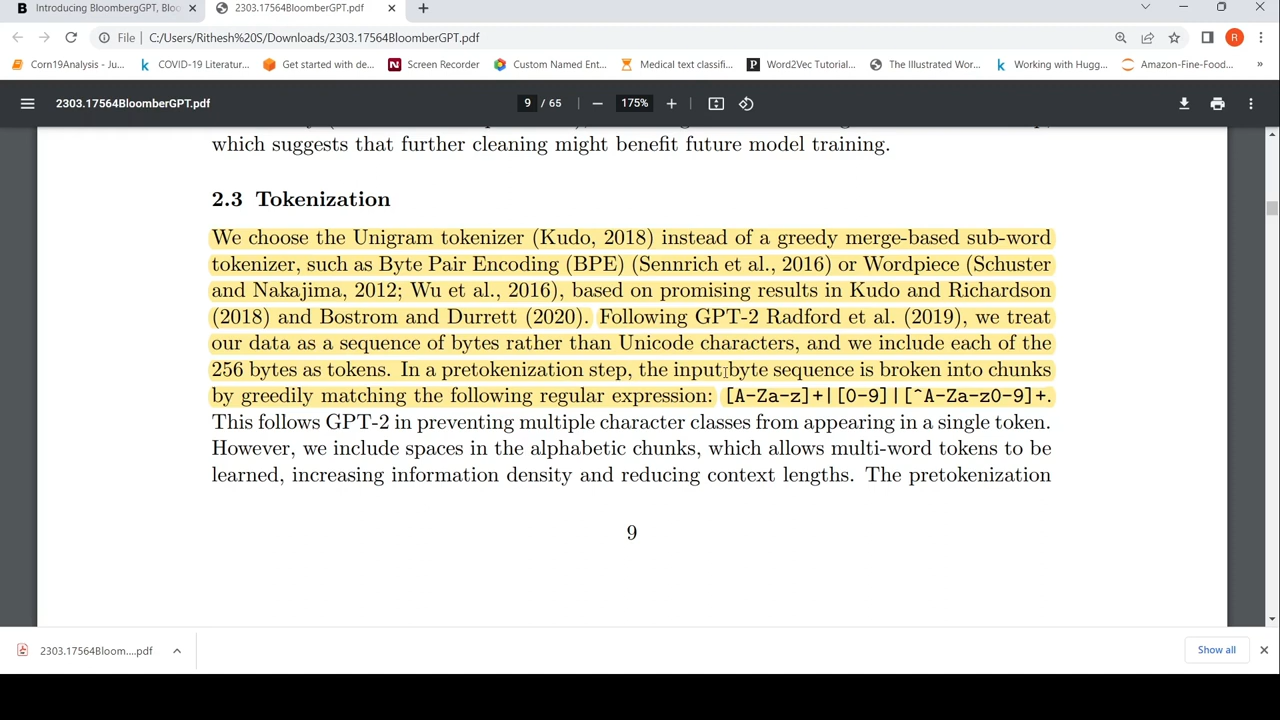 Introducing BloombergGPT, Bloo
2303.17564BloomberGPT.pdf
File
C:/Users/Rithesh%20S/Downloads/2303.17564BloomberGPT.pdf
R
Corn19Analysis - Ju...
COVID-19 Literatur...
Get started with de...
Screen Recorder
Custom Named Ent...
Medical text classifi...
Word2Vec Tutorial...
The Illustrated Wor...
Working with Hugg...
Amazon-Fine-Food...
»
2303.17564BloomberGPT.pdf
9 / 65
175%
which suggests that further cleaning might benefit future model training.
2.3 Tokenization
We choose the Unigram tokenizer (Kudo, 2018) instead of a greedy merge-based sub-word
tokenizer, such as Byte Pair Encoding (BPE) (Sennrich et al., 2016) or Wordpiece (Schuster
and Nakajima, 2012; Wu et al., 2016), based on promising results in Kudo and Richardson
(2018) and Bostrom and Durrett (2020). Following GPT-2 Radford et al. (2019), we treat
our data as a sequence of bytes rather than Unicode characters, and we include each of the
256 bytes as tokens. In a pretokenization step, the input byte sequence is broken into chunks
by greedily matching the following regular expression: [A-Za-z]+|[0-9]|[^A-Za-z0-9]+.
This follows GPT-2 in preventing multiple character classes from appearing in a single token.
However, we include spaces in the alphabetic chunks, which allows multi-word tokens to be
learned, increasing information density and reducing context lengths. The pretokenization
9
2303.17564Bloom....pdf
Show all